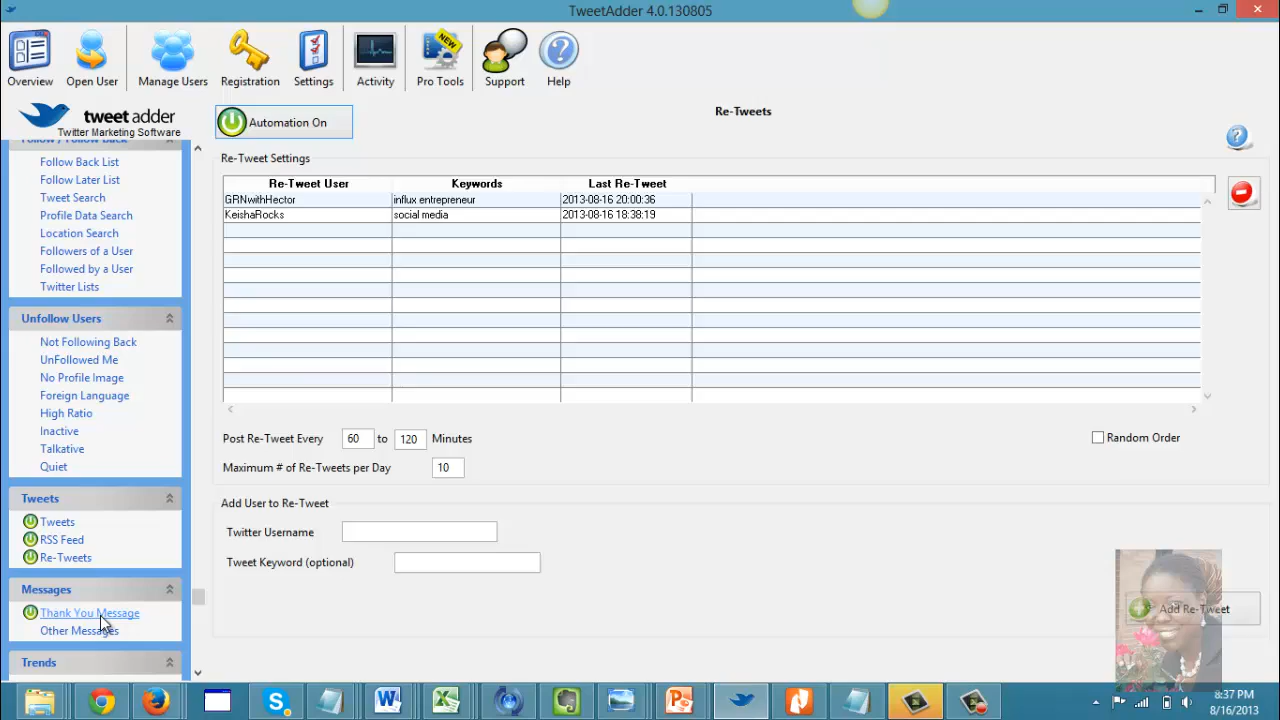 TweetAdder 4.0.130805
Overview
Open User
Manage Users
Registration
Settings
Activity
NEW
Pro Tools
Support
Help
tweet adder
Twitter Marketing Software
Follow / Follow Back
Follow Back List
Follow Later List
Tweet Search
Profile Data Search
Location Search
Followers of a User
Followed by a User
Twitter Lists
Unfollow Users
Not Following Back
UnFollowed Me
No Profile Image
Foreign Language
High Ratio
Inactive
Talkative
Quiet
Tweets
Tweets
RSS Feed
Re-Tweets
Messages
Thank You Message
Other Messages
Trends
Automation On
Re-Tweets
Re-Tweet Settings
Re-Tweet User Keywords Last Re-Tweet
GRNwithHector influx entrepreneur 2013-08-16 20:00:36
KeishaRocks social media 2013-08-16 18:38:19
Post Re-Tweet Every 60 to 120 Minutes
Random Order
Maximum # of Re-Tweets per Day 10
Add User to Re-Tweet
Twitter Username
Tweet Keyword (optional)
Add Re-Tweet
8:37 PM
8/16/2013